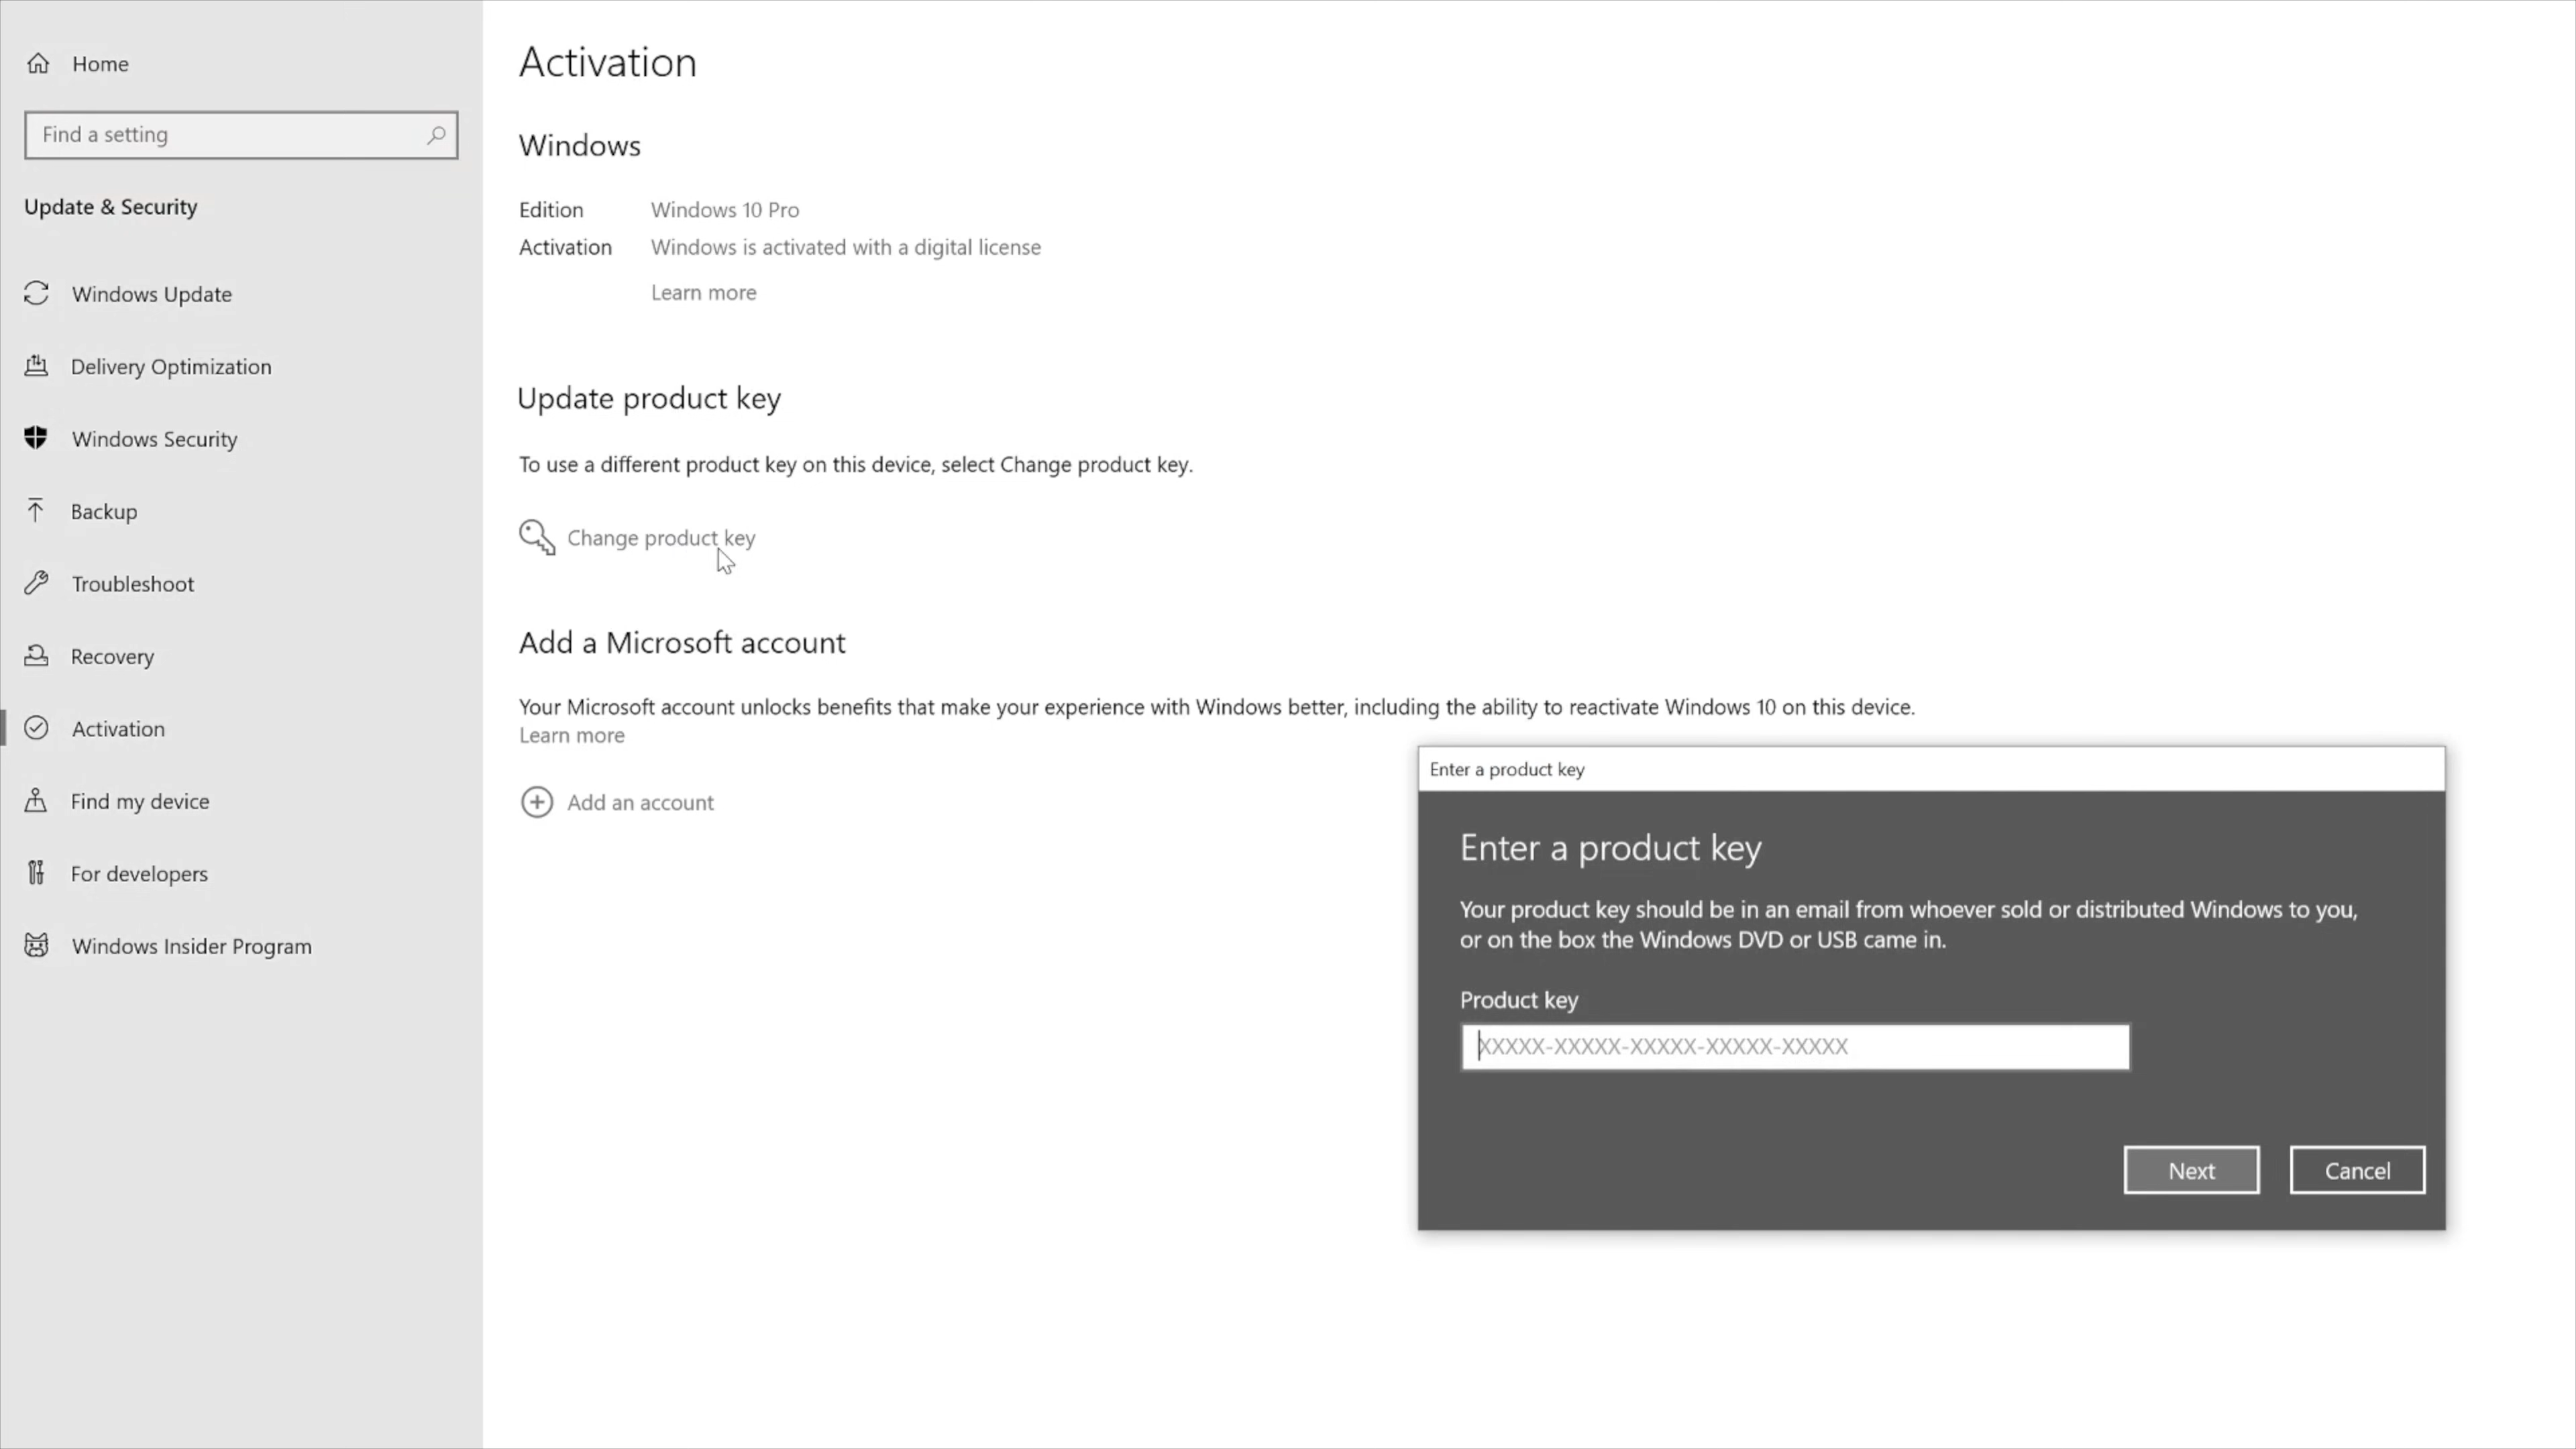 Home
Find a setting
Update & Security
Windows Update
Delivery Optimization
Windows Security
Backup
Troubleshoot
Recovery
Activation
Find my device
For developers
Windows Insider Program
Activation
Windows
Edition Windows 10 Pro
Activation Windows is activated with a digital license
Learn more
Update product key
To use a different product key on this device, select Change product key.
Change product key
Add a Microsoft account
Your Microsoft account unlocks benefits that make your experience with Windows better, including the ability to reactivate Windows 10 on this device.
Learn more
Add an account
Enter a product key
Enter a product key
Your product key should be in an email from whoever sold or distributed Windows to you,
or on the box the Windows DVD or USB came in.
Product key
XXXXX-XXXXX-XXXXX-XXXXX-XXXXX
Next Cancel